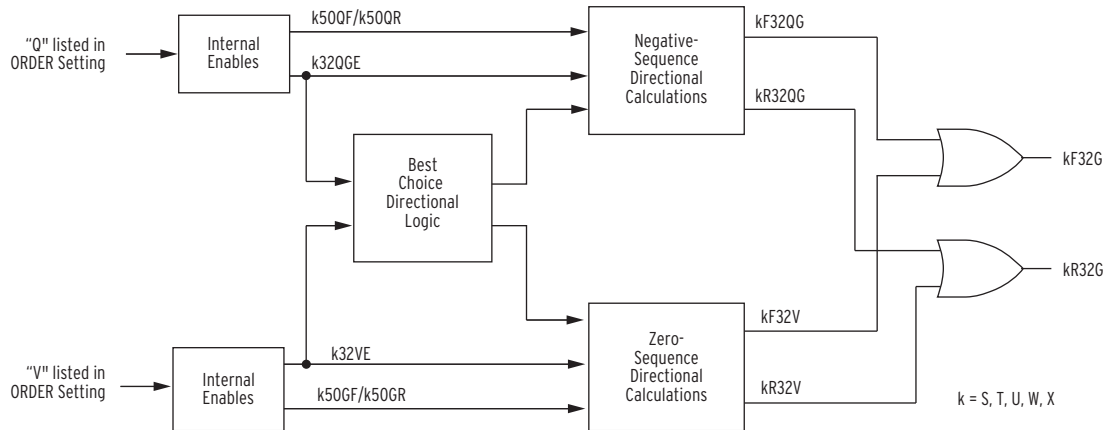 k50QF/k50QR
"Q" listed in
ORDER Setting
Internal
Enables
k32QGE
Negative-
Sequence
Directional
Calculations
kF32QG
kR32QG
Best
Choice
Directional
Logic
kF32G
kR32G
"V" listed in
ORDER Setting
Internal
Enables
k32VE
k50GF/k50GR
Zero-
Sequence
Directional
Calculations
kF32V
kR32V
k = S, T, U, W, X